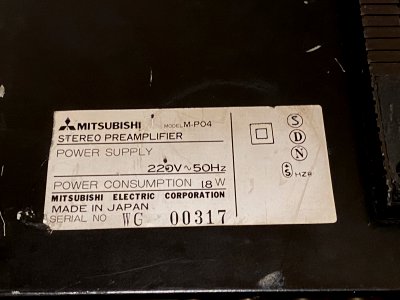 MITSUBISHI MODEL M-P04
STEREO PREAMPLIFIER
POWER SUPPLY
220V~50Hz
POWER CONSUMPTION 18W
MITSUBISHI ELECTRIC CORPORATION
MADE IN JAPAN
SERIAL NO WG 00317
S
D
N
+S HZR